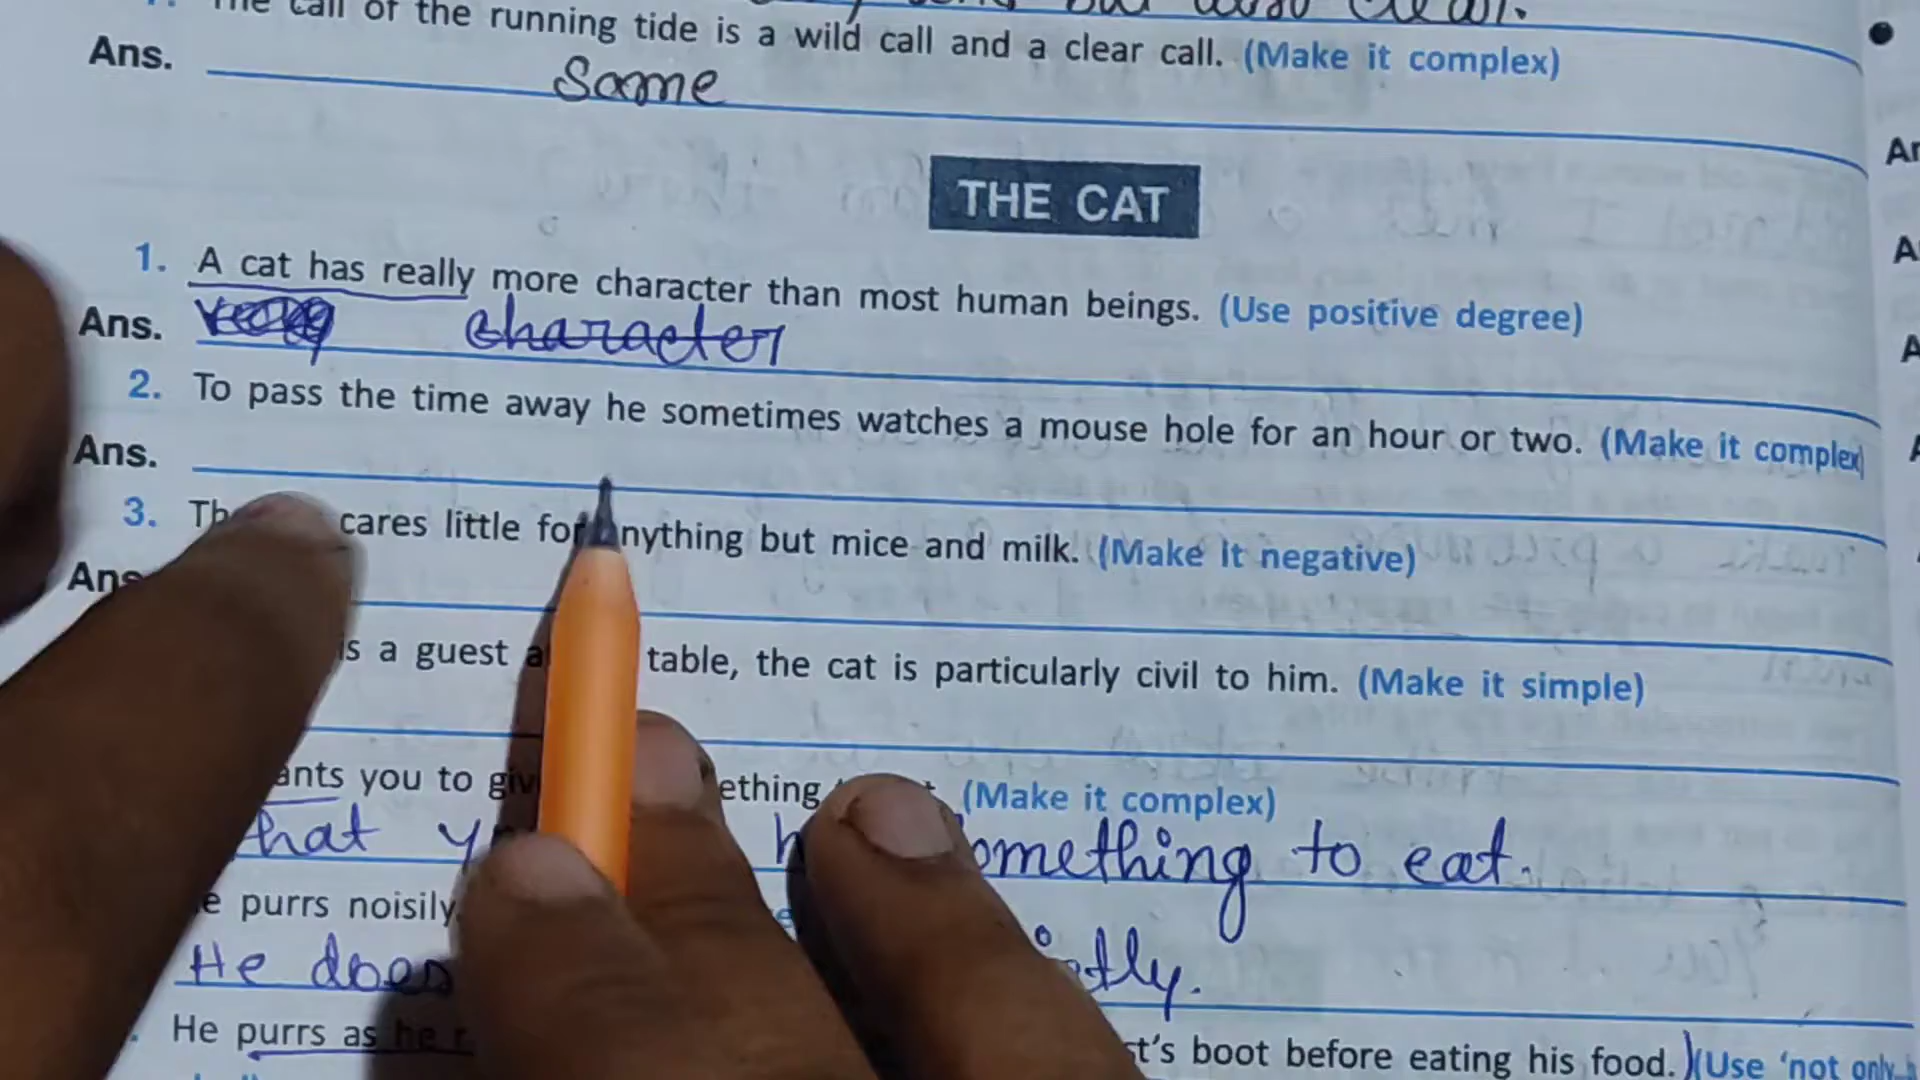 The call of the running tide is a wild call and a clear call. (Make it complex)
Ans. Same
THE CAT
1. A cat has really more character than most human beings. (Use positive degree)
Ans. character
2. To pass the time away he sometimes watches a mouse hole for an hour or two. (Make it complex)
Ans.
3. cares little for anything but mice and milk. (Make it negative)
Ans
is a guest table, the cat is particularly civil to him. (Make it simple)
ants you to giv ething (Make it complex)
that something to eat.
e purrs noisily.
He does
. He purrs as he r t's boot before eating his food. (Use 'not only